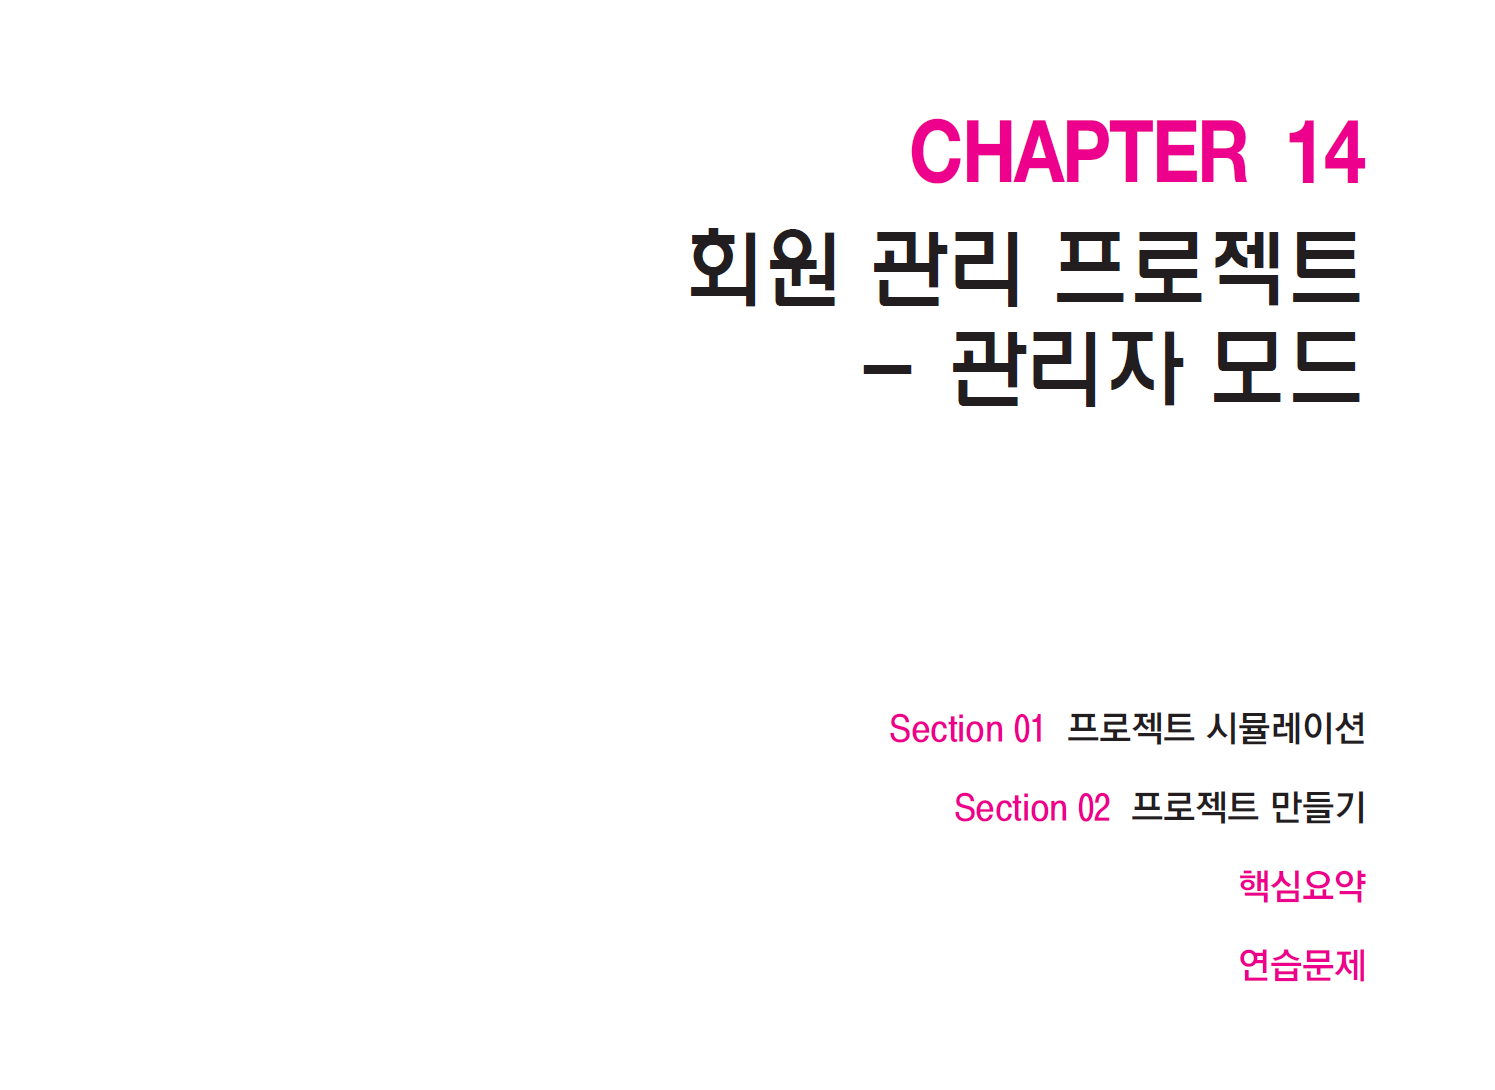 CHAPTER 14
회원 관리 프로젝트
– 관리자 모드
Section 01 프로젝트 시뮬레이션
Section 02 프로젝트 만들기
핵심요약
연습문제